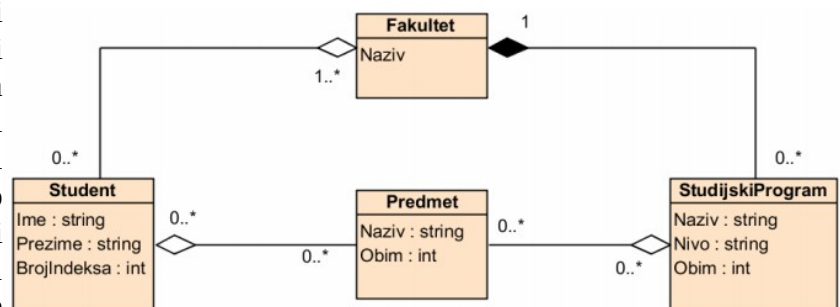 Fakultet
1
Naziv
1..*
0..*
0..*
Student
Ime : string
Prezime : string
BrojIndeksa : int
0..*
0..*
Predmet
Naziv : string
Obim : int
0..*
0..*
StudijskiProgram
Naziv : string
Nivo : string
Obim : int